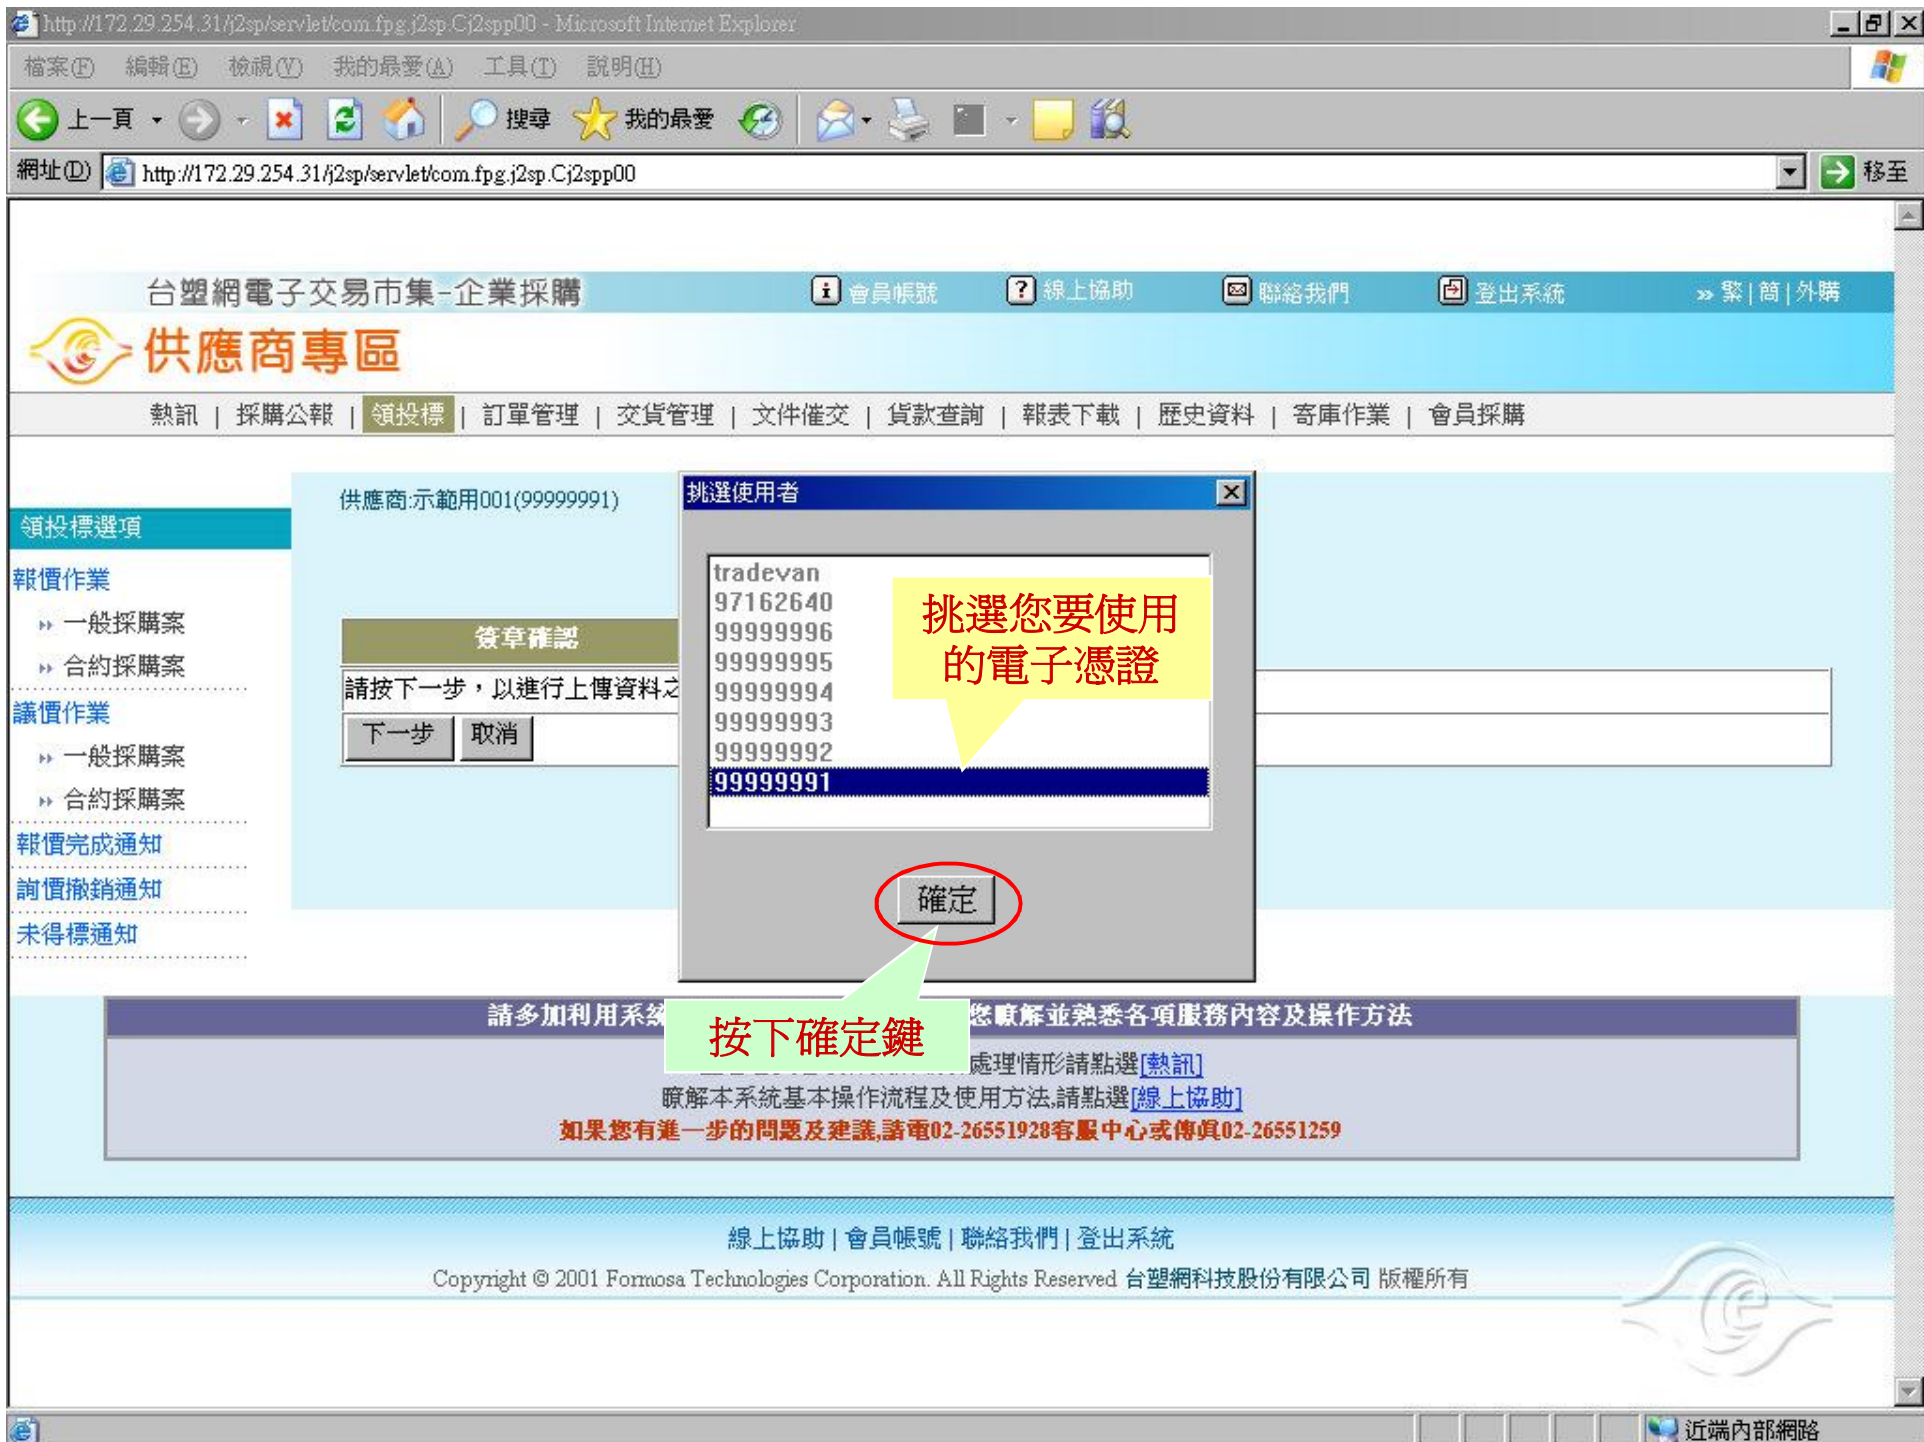 http://172.29.254.31/j2sp/servlet/com.fpg.j2sp.Cj2spp00 - Microsoft Internet Explorer
檔案(F) 編輯(E) 檢視(V) 我的最愛(A) 工具(T) 說明(H)
上一頁 搜尋 我的最愛
網址(D) http://172.29.254.31/j2sp/servlet/com.fpg.j2sp.Cj2spp00 移至
台塑網電子交易市集-企業採購 會員帳號 線上協助 聯絡我們 登出系統 » 繁|簡|外購
供應商專區
熱訊 | 採購公報 | 領投標 | 訂單管理 | 交貨管理 | 文件催交 | 貨款查詢 | 報表下載 | 歷史資料 | 寄庫作業 | 會員採購
供應商:示範用001(99999991)
領投標選項
報價作業
» 一般採購案
» 合約採購案
議價作業
» 一般採購案
» 合約採購案
報價完成通知
詢價撤銷通知
未得標通知
簽章確認
請按下一步，以進行上傳資料之
下一步 取消
挑選使用者
tradevan
97162640
99999996
99999995
99999994
99999993
99999992
99999991
挑選您要使用
的電子憑證
確定
按下確定鍵
請多加利用系 您瞭解並熟悉各項服務內容及操作方法
處理情形請點選[熱訊]
瞭解本系統基本操作流程及使用方法,請點選[線上協助]
如果您有進一步的問題及建議,請電02-26551928客服中心或傳真02-26551259
線上協助 | 會員帳號 | 聯絡我們 | 登出系統
Copyright © 2001 Formosa Technologies Corporation. All Rights Reserved 台塑網科技股份有限公司 版權所有
近端內部網路